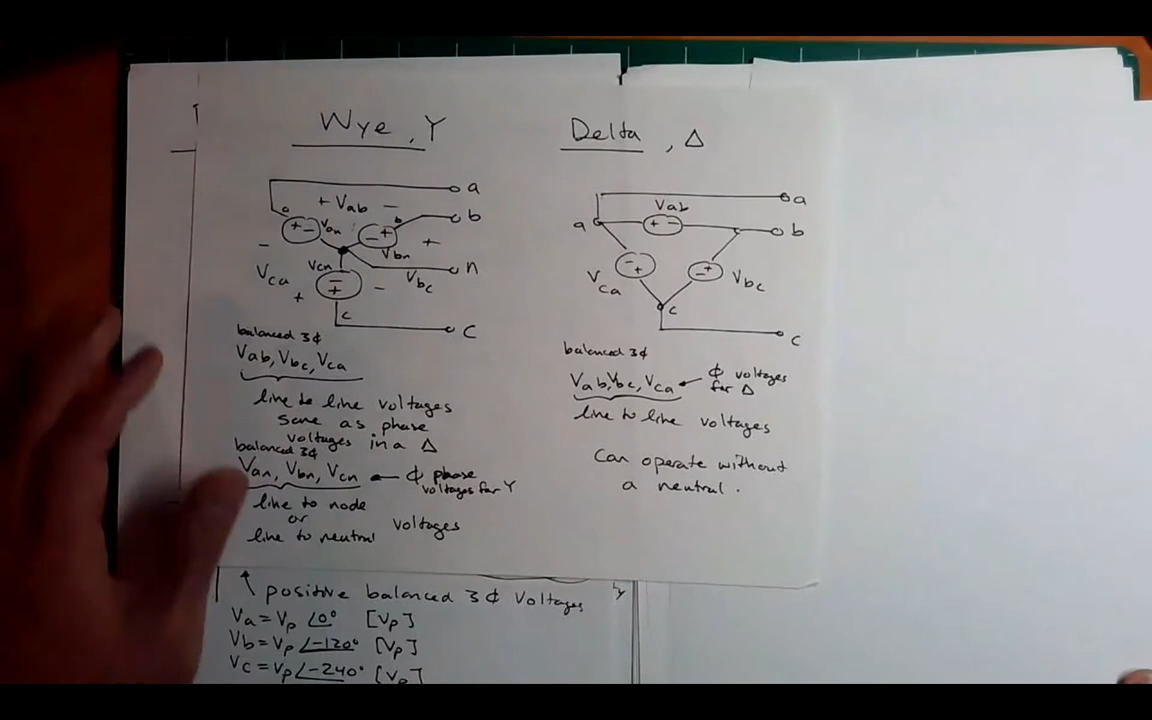 Wye, Y
a
+ Vab -
a
b
b
+ -
Van
- +
Vbn
+
-
Vca
+
Vcn
-
+
n
Vbc
-
c
C
balanced 3ϕ
Vab, Vbc, Vca
line to line voltages
same as phase
voltages in a Δ
balanced 3ϕ
Van, Vbn, Vcn ← ϕ phase
voltages for Y
line to node
or
voltages
line to neutral
Delta, Δ
a
Vab
a
+ -
b
-
+
Vca
- +
Vbc
c
c
balanced 3ϕ
Vab, Vbc, Vca ← ϕ voltages
for Δ
line to line voltages
Can operate without
a neutral.
positive balanced 3ϕ Voltages
Va = Vp ∠0° [Vp]
Vb = Vp ∠-120° [Vp]
Vc = Vp ∠-240° [Vp]